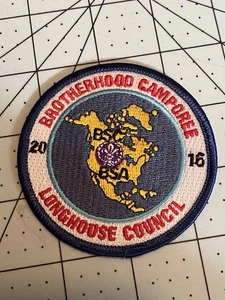 BROTHERHOOD CAMPOREE
20 16
BSC
BSA
LONGHOUSE COUNCIL